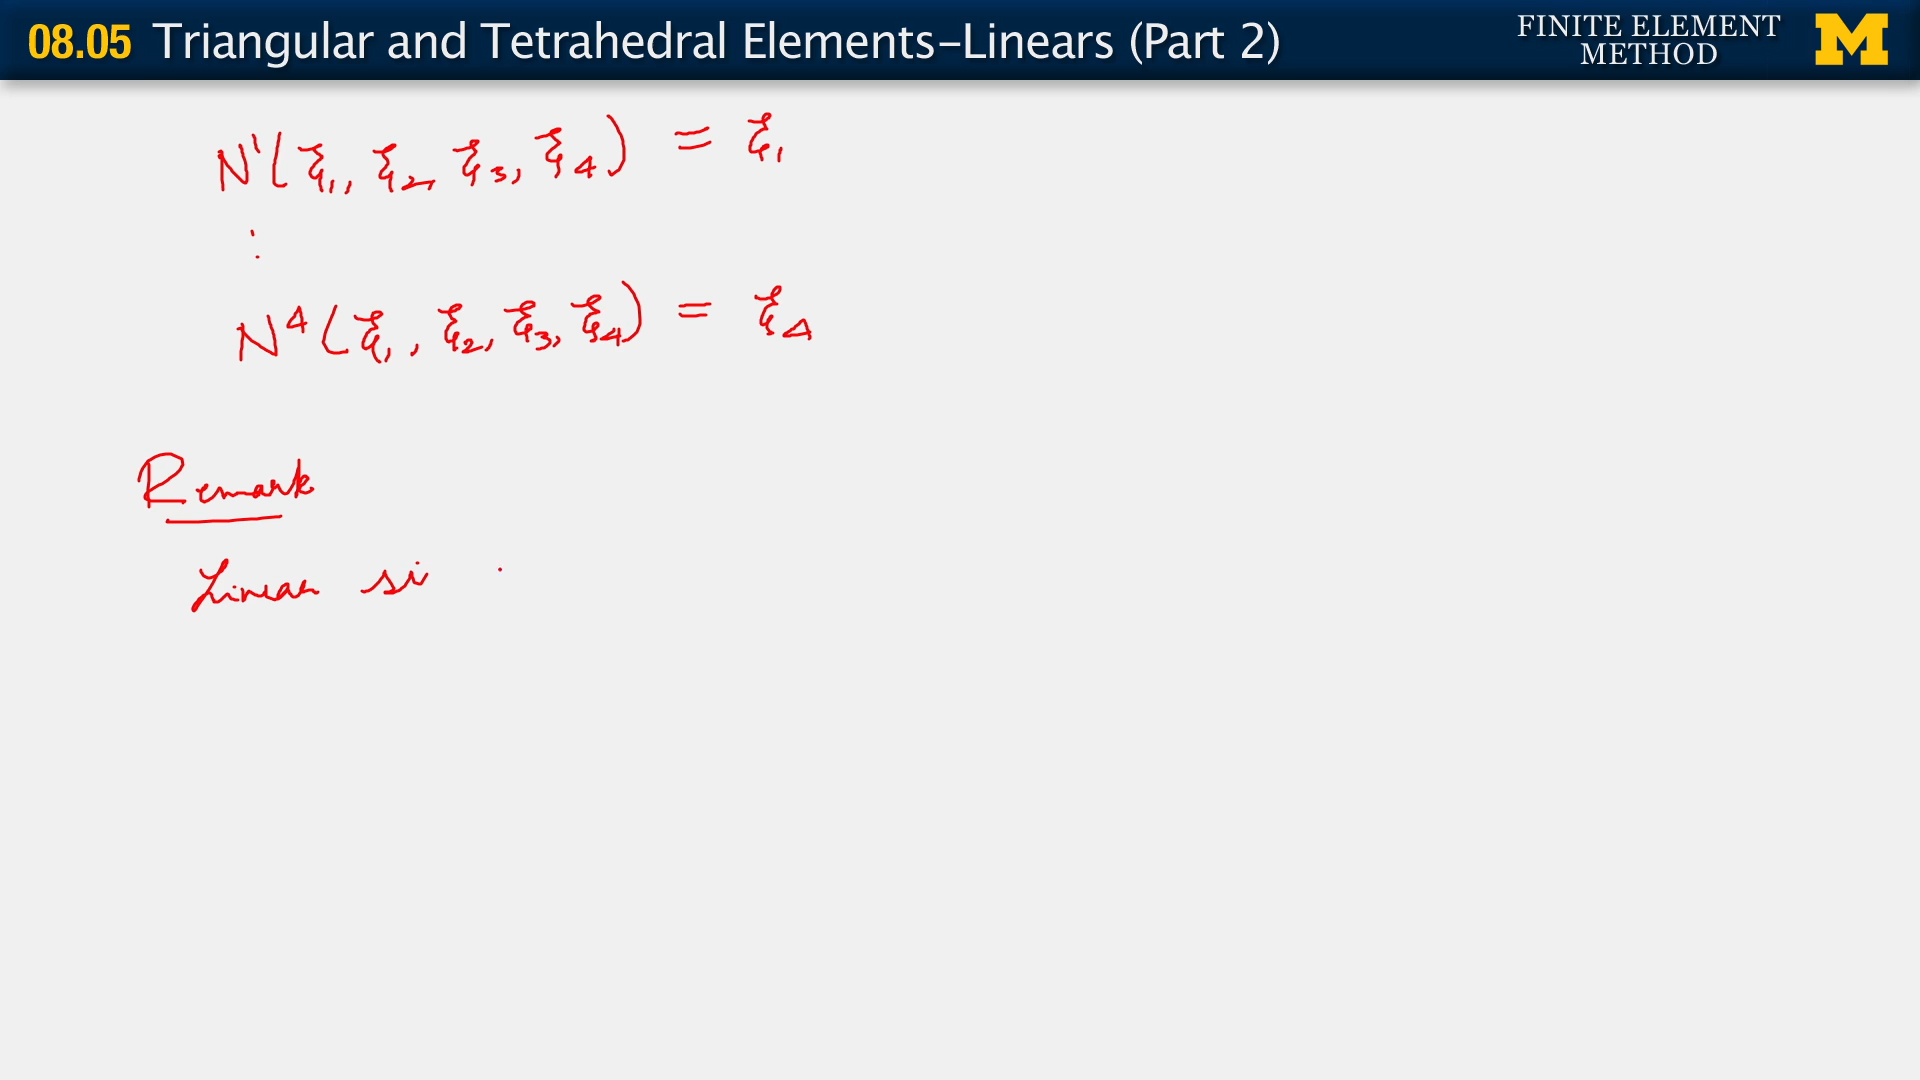 08.05 Triangular and Tetrahedral Elements–Linears (Part 2)
FINITE ELEMENT
METHOD
M
N¹(ξ₁, ξ₂, ξ₃, ξ₄) = ξ₁
:
N⁴(ξ₁, ξ₂, ξ₃, ξ₄) = ξ₄
Remark
Linear si